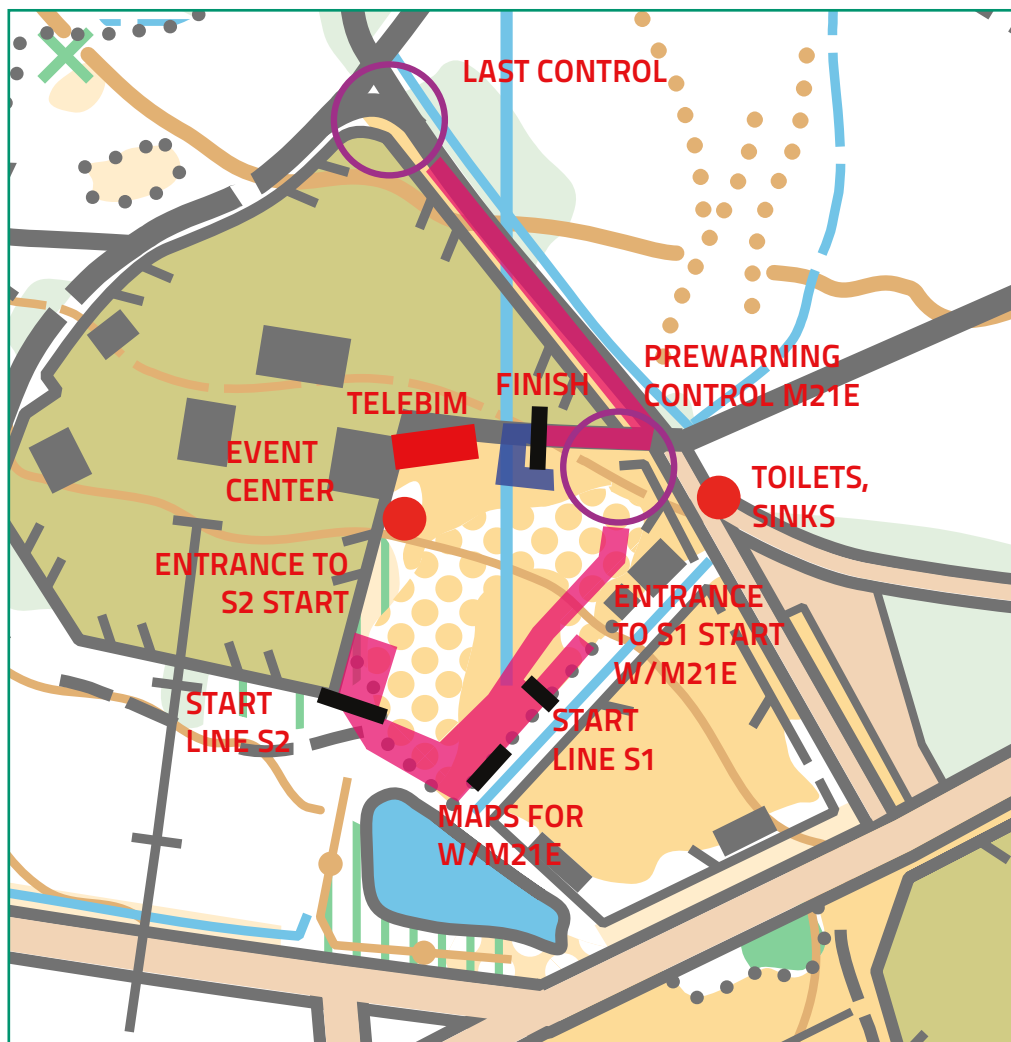 LAST CONTROL
PREWARNING
CONTROL M21E
FINISH
TELEBIM
EVENT
CENTER
TOILETS,
SINKS
ENTRANCE TO
S2 START
ENTRANCE
TO S1 START
W/M21E
START
LINE S2
START
LINE S1
MAPS FOR
W/M21E